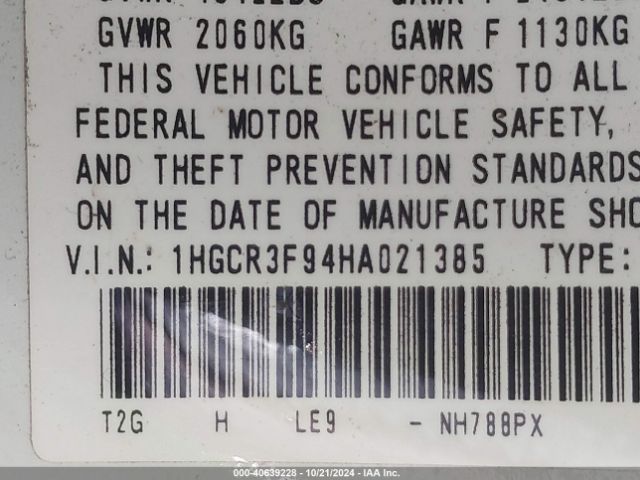 GVWR 2060KG GAWR F 1130KG
THIS VEHICLE CONFORMS TO ALL
FEDERAL MOTOR VEHICLE SAFETY,
AND THEFT PREVENTION STANDARDS
ON THE DATE OF MANUFACTURE
V.I.N.: 1HGCR3F94HA021385 TYPE:
T2G H LE9 - NH788PX
000-40639228 - 10/21/2024 - IAA Inc.